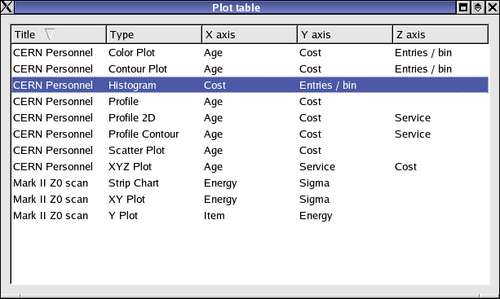 Plot table
Title Type X axis Y axis Z axis
CERN Personnel Color Plot Age Cost Entries / bin
CERN Personnel Contour Plot Age Cost Entries / bin
CERN Personnel Histogram Cost Entries / bin
CERN Personnel Profile Age Cost
CERN Personnel Profile 2D Age Cost Service
CERN Personnel Profile Contour Age Cost Service
CERN Personnel Scatter Plot Age Cost
CERN Personnel XYZ Plot Age Service Cost
Mark II Z0 scan Strip Chart Energy Sigma
Mark II Z0 scan XY Plot Energy Sigma
Mark II Z0 scan Y Plot Item Energy